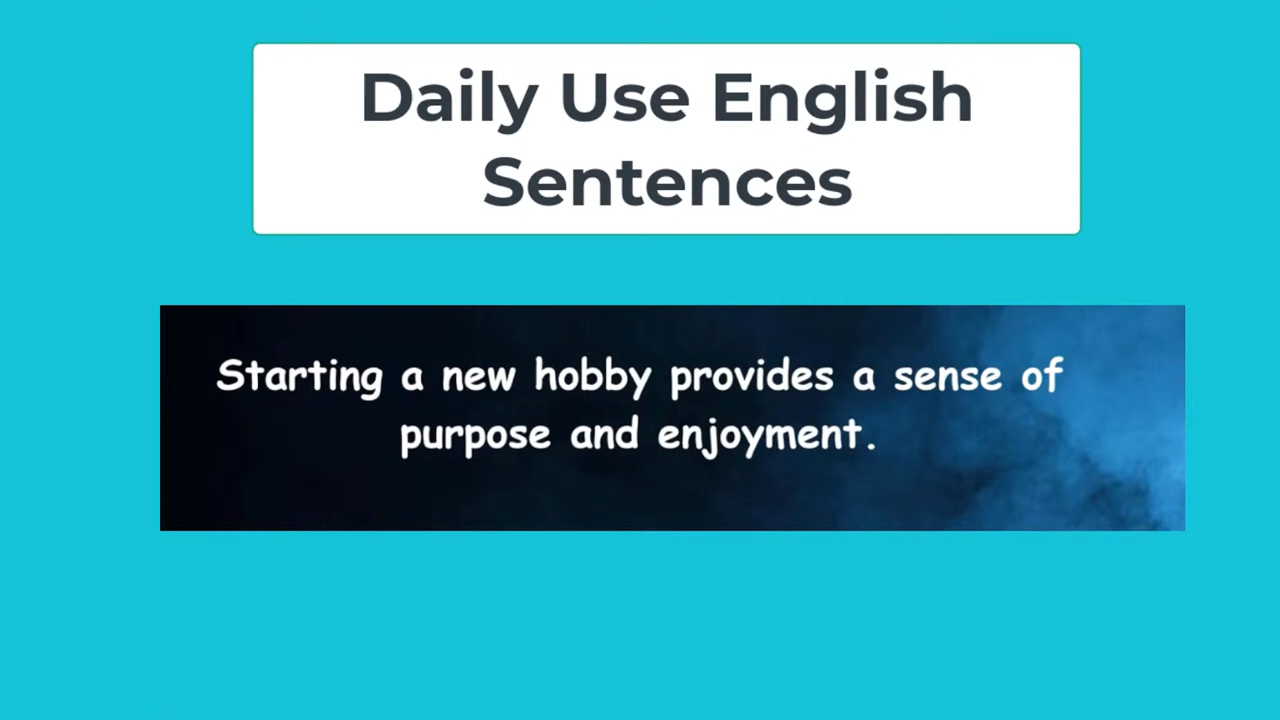 Daily Use English
Sentences
Starting a new hobby provides a sense of
purpose and enjoyment.